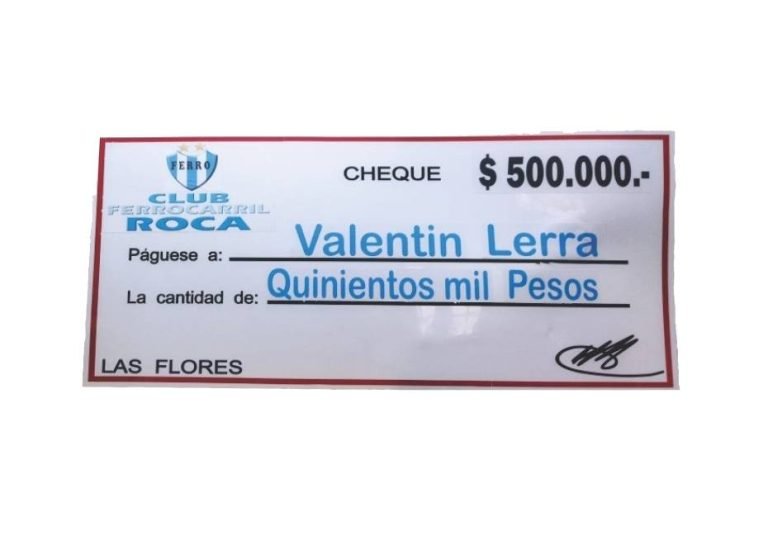 FERRO
CLUB
FERROCARRIL
ROCA
CHEQUE $ 500.000.-
Páguese a: Valentin Lerra
La cantidad de: Quinientos mil Pesos
LAS FLORES